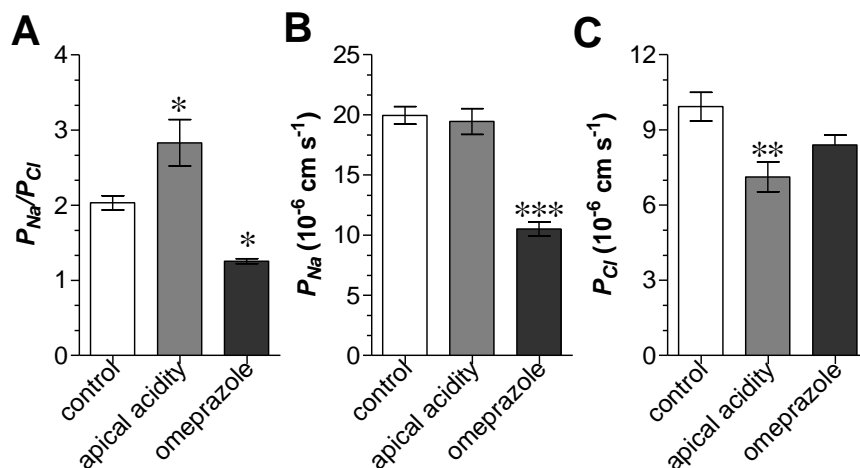 A
P_Na/P_Cl
4
3
2
1
0
*
*
control
apical acidity
omeprazole
B
P_Na (10⁻⁶ cm s⁻¹)
25
20
15
10
5
0
***
control
apical acidity
omeprazole
C
P_Cl (10⁻⁶ cm s⁻¹)
12
9
6
3
0
**
control
apical acidity
omeprazole